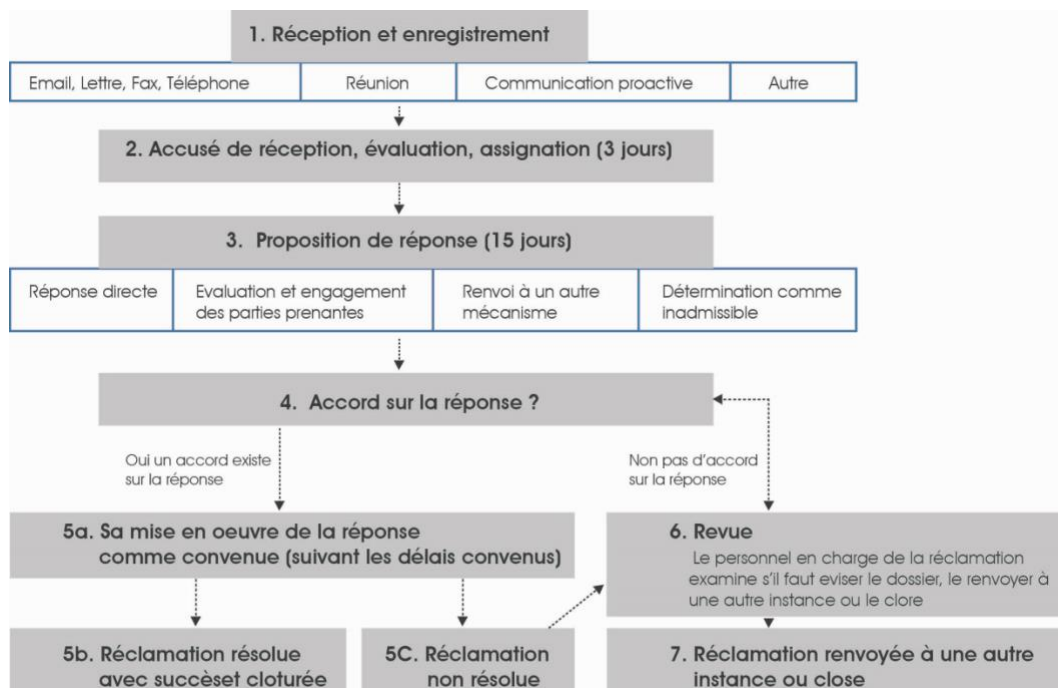 1. Réception et enregistrement
Email, Lettre, Fax, Téléphone
Réunion
Communication proactive
Autre
2. Accusé de réception, évaluation, assignation (3 jours)
3. Proposition de réponse (15 jours)
Réponse directe
Evaluation et engagement
des parties prenantes
Renvoi à un autre
mécanisme
Détermination comme
inadmissible
4. Accord sur la réponse ?
Oui un accord existe
sur la réponse
Non pas d'accord
sur la réponse
5a. Sa mise en oeuvre de la réponse
comme convenue (suivant les délais convenus)
6. Revue
Le personnel en charge de la réclamation
examine s'il faut eviser le dossier, le renvoyer à
une autre instance ou le clore
5b. Réclamation résolue
avec succèset cloturée
5C. Réclamation
non résolue
7. Réclamation renvoyée à une autre
instance ou close